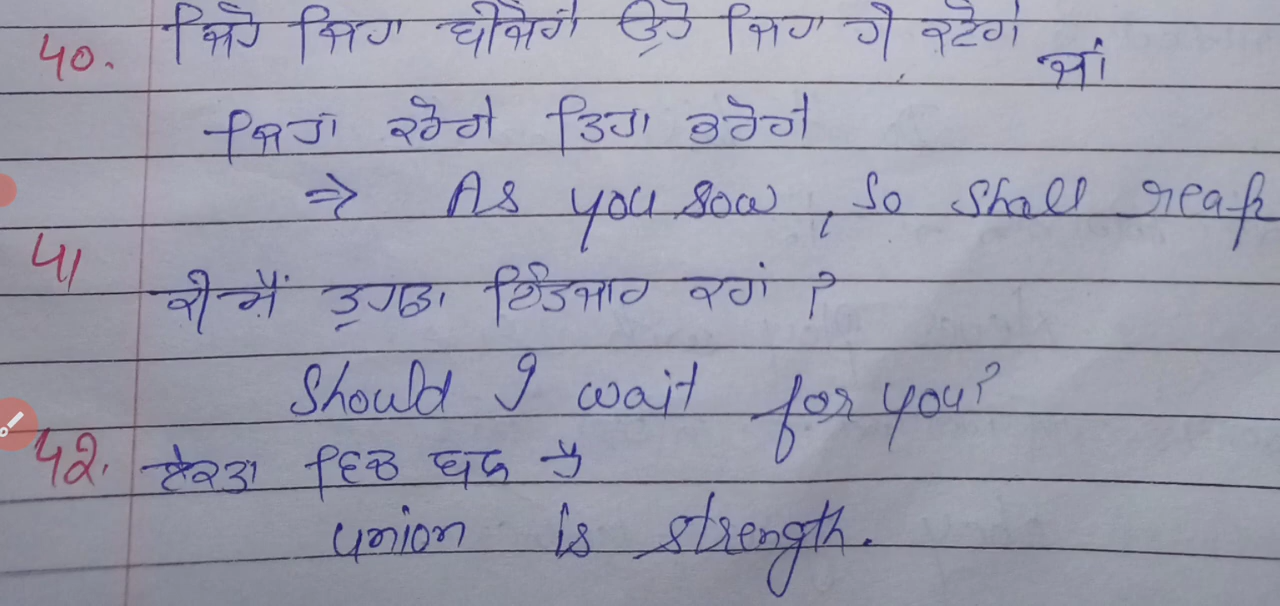 40. ਜਿਹੋ ਜਿਹਾ ਬੀਜੋਗੇ ਉਹੋ ਜਿਹਾ ਹੀ ਵਢੋਗੇ ਜਾਂ
ਜਿਹਾ ਕਰੋਗੇ ਤਿਹਾ ਭਰੋਗੇ
⇒ As you sow, So shall reap
41 ਕੀ ਮੈਂ ਤੁਹਾਡਾ ਇੰਤਜਾਰ ਕਰਾਂ ?
Should I wait for you?
42. ਏਕਤਾ ਵਿਚ ਬਲ ਹੈ
union is strength.